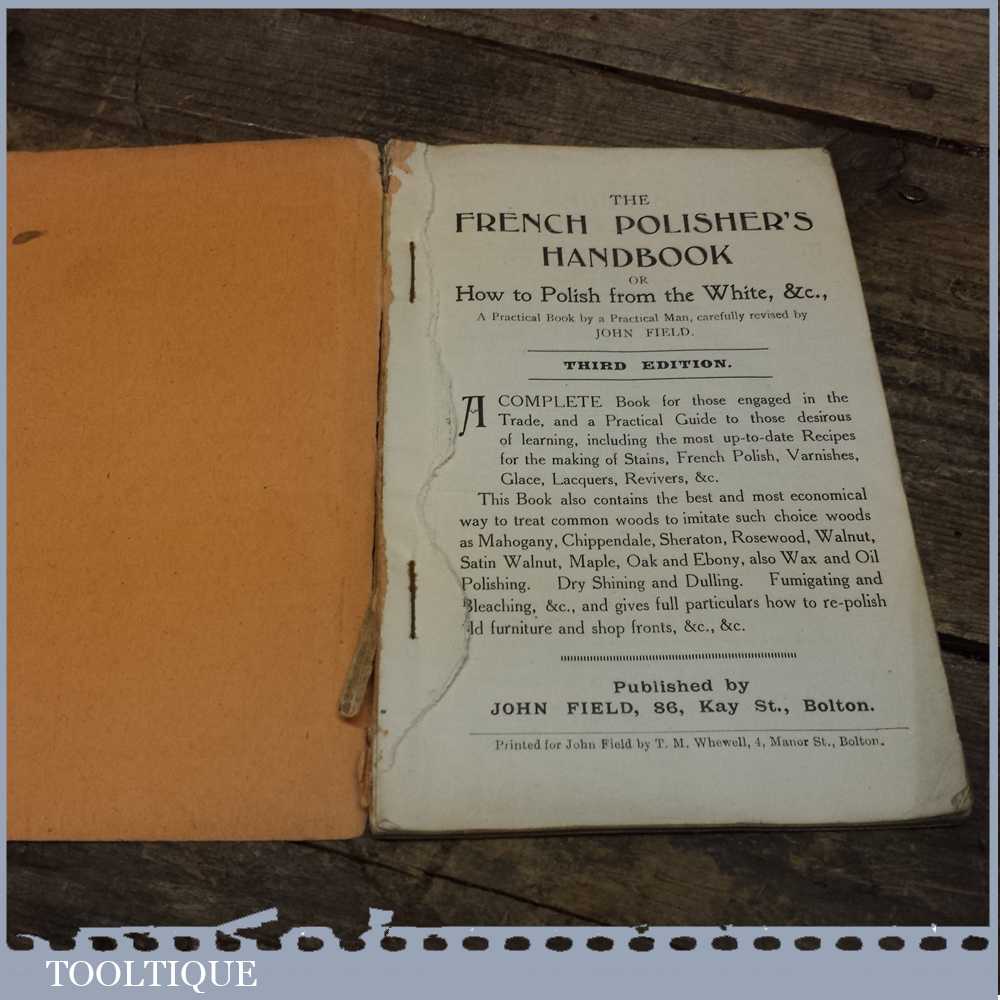 THE
FRENCH POLISHER'S
HANDBOOK
OR
How to Polish from the White, &c.,
A Practical Book by a Practical Man, carefully revised by
JOHN FIELD.
THIRD EDITION.
A COMPLETE Book for those engaged in the
Trade, and a Practical Guide to those desirous
of learning, including the most up-to-date Recipes
for the making of Stains, French Polish, Varnishes,
Glace, Lacquers, Revivers, &c.
This Book also contains the best and most economical
way to treat common woods to imitate such choice woods
as Mahogany, Chippendale, Sheraton, Rosewood, Walnut,
Satin Walnut, Maple, Oak and Ebony, also Wax and Oil
Polishing. Dry Shining and Dulling. Fumigating and
Bleaching, &c., and gives full particulars how to re-polish
ld furniture and shop fronts, &c., &c.
Published by
JOHN FIELD, 86, Kay St., Bolton.
Printed for John Field by T. M. Whewell, 4, Manor St., Bolton.
TOOLTIQUE